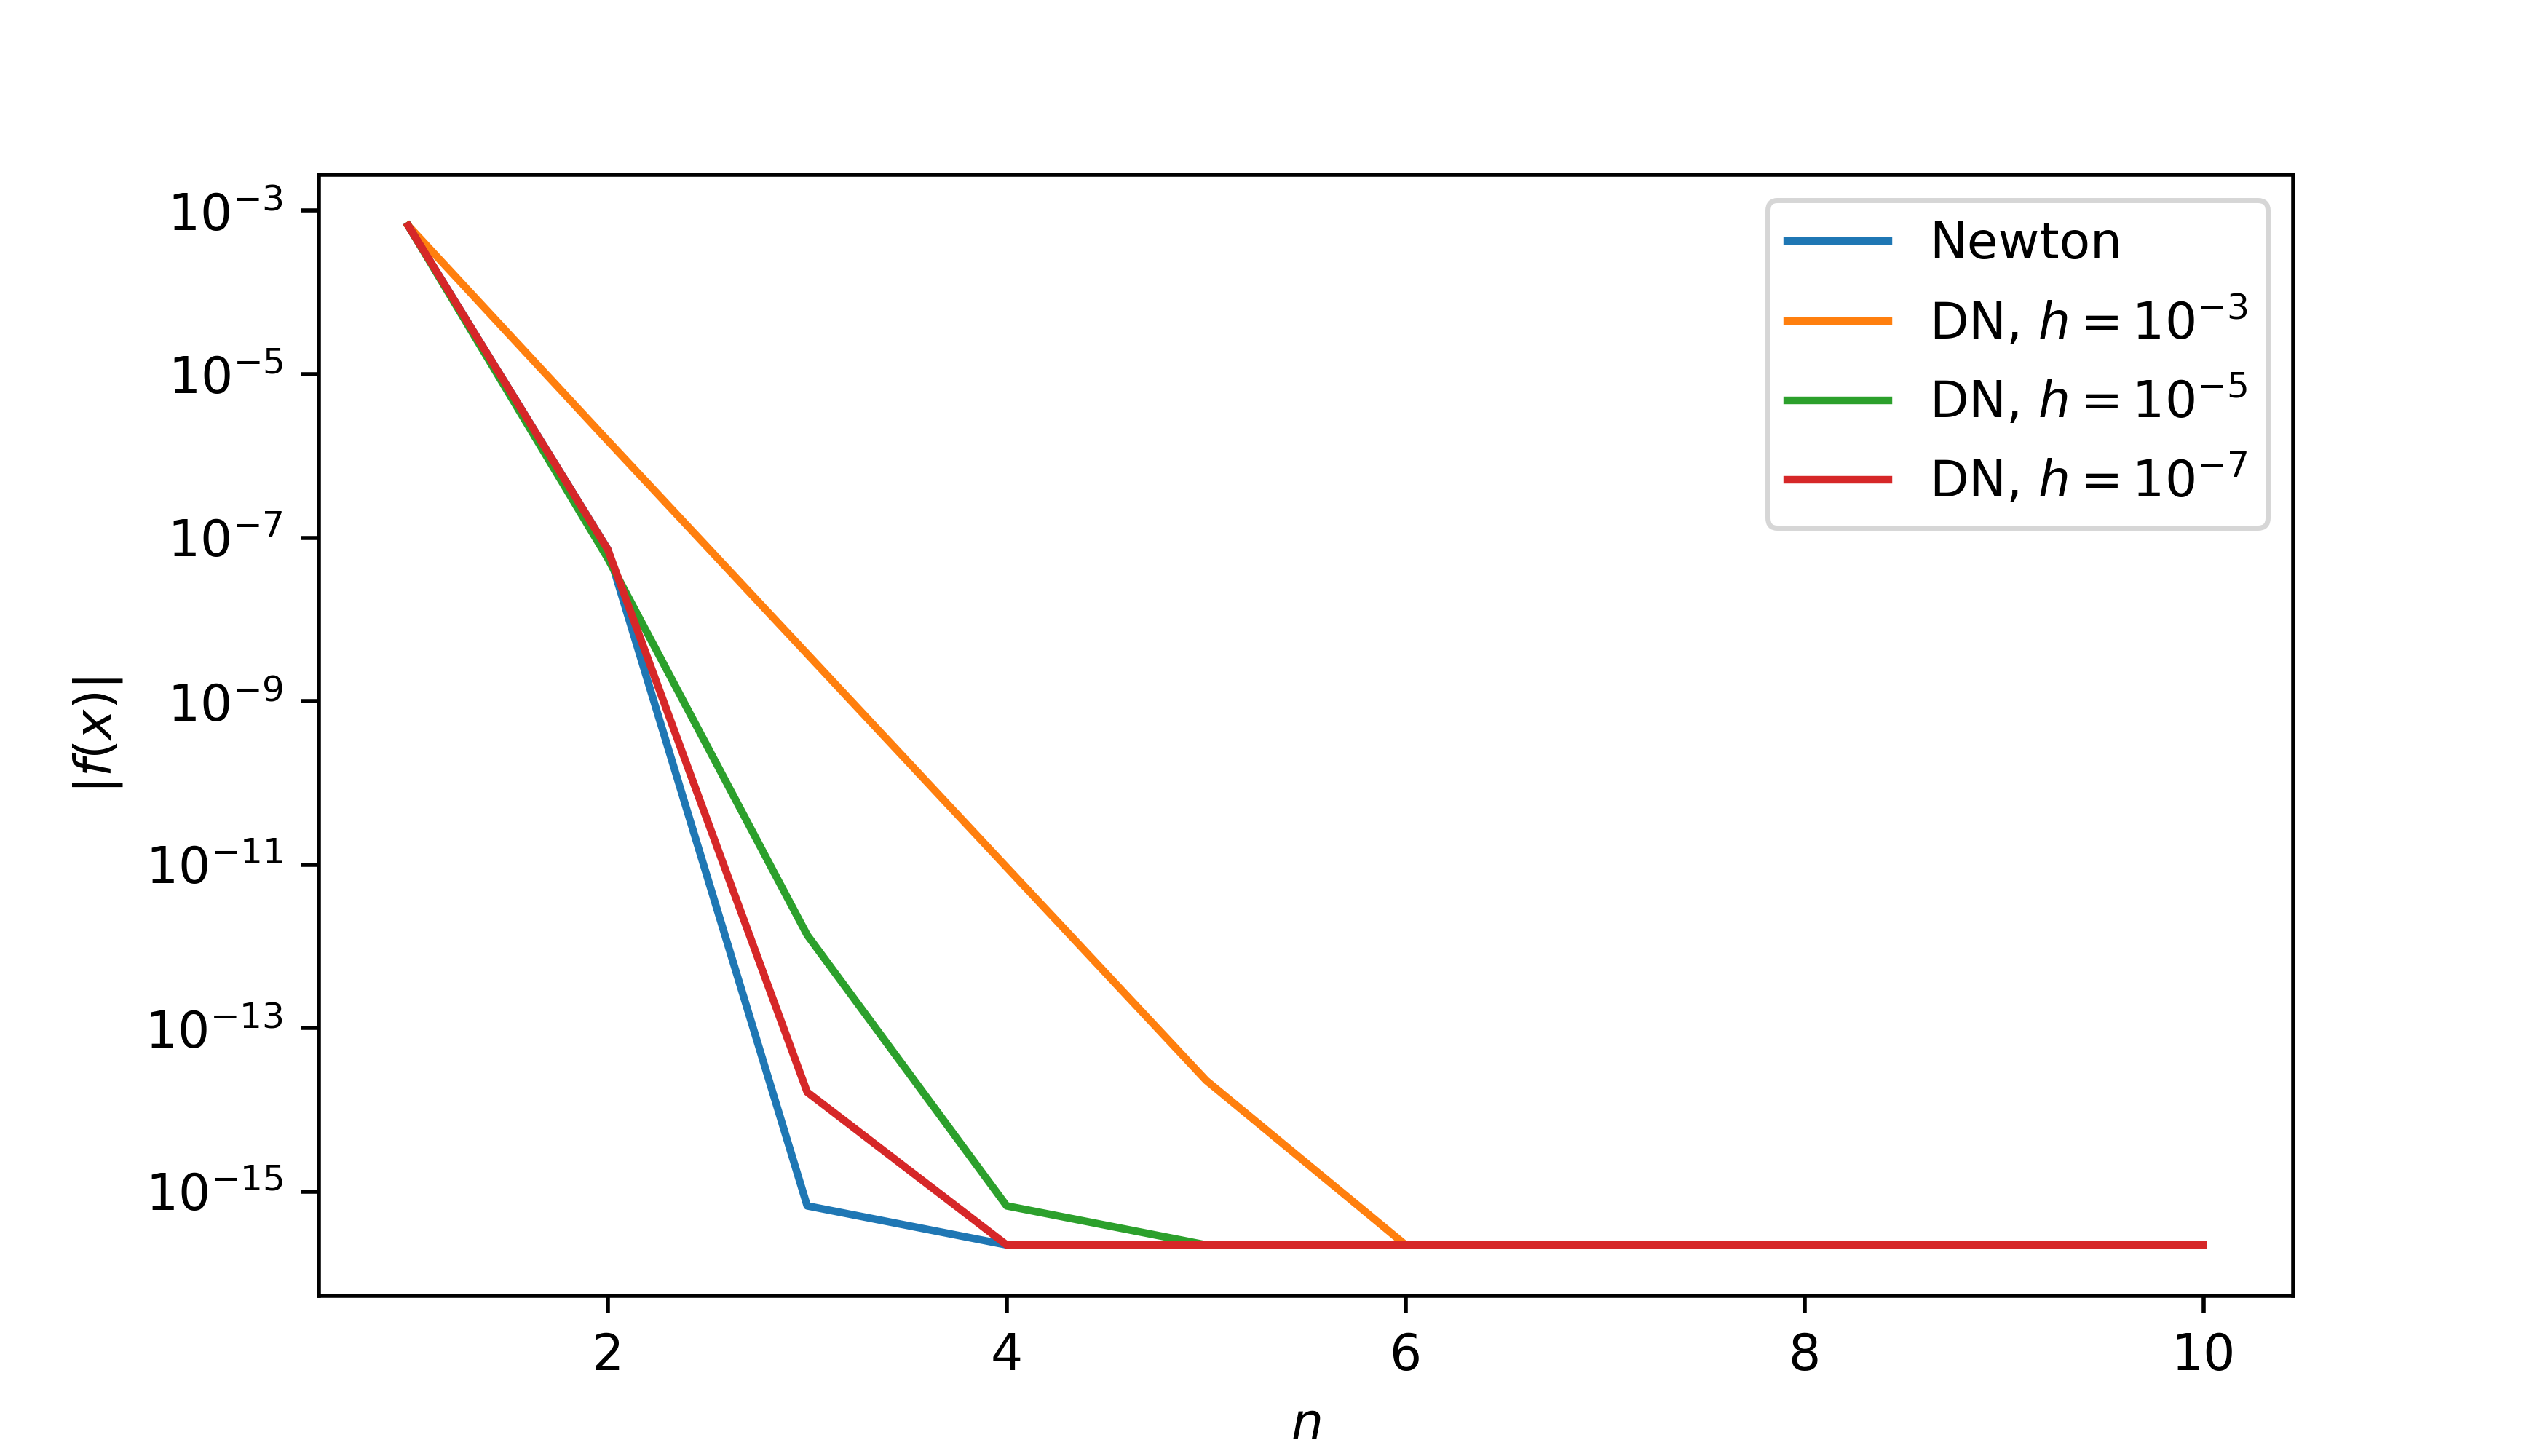 10⁻³
10⁻⁵
10⁻⁷
10⁻⁹
10⁻¹¹
10⁻¹³
10⁻¹⁵
|f(x)|
Newton
DN, h = 10⁻³
DN, h = 10⁻⁵
DN, h = 10⁻⁷
2 4 6 8 10
n